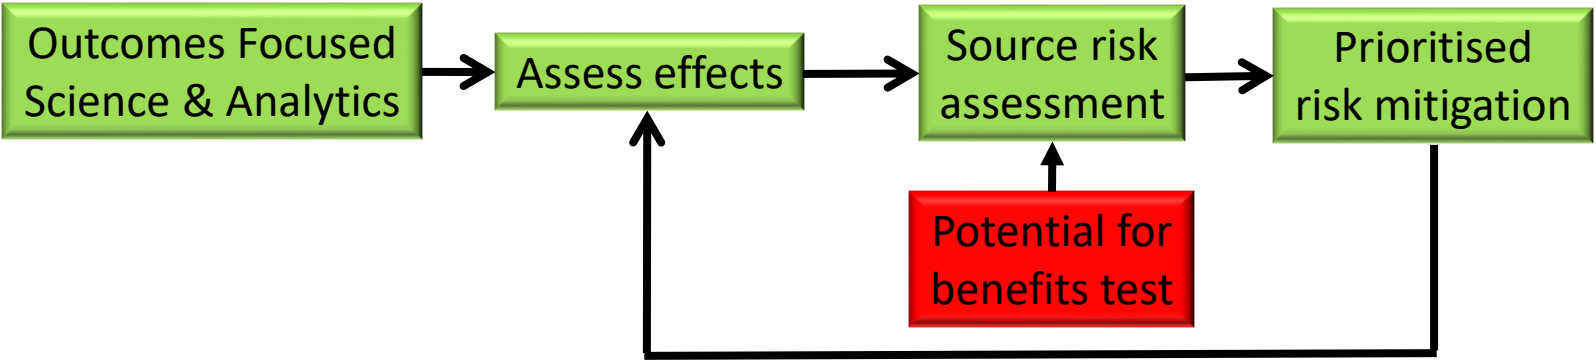 Outcomes Focused
Science & Analytics
Assess effects
Source risk
assessment
Prioritised
risk mitigation
Potential for
benefits test